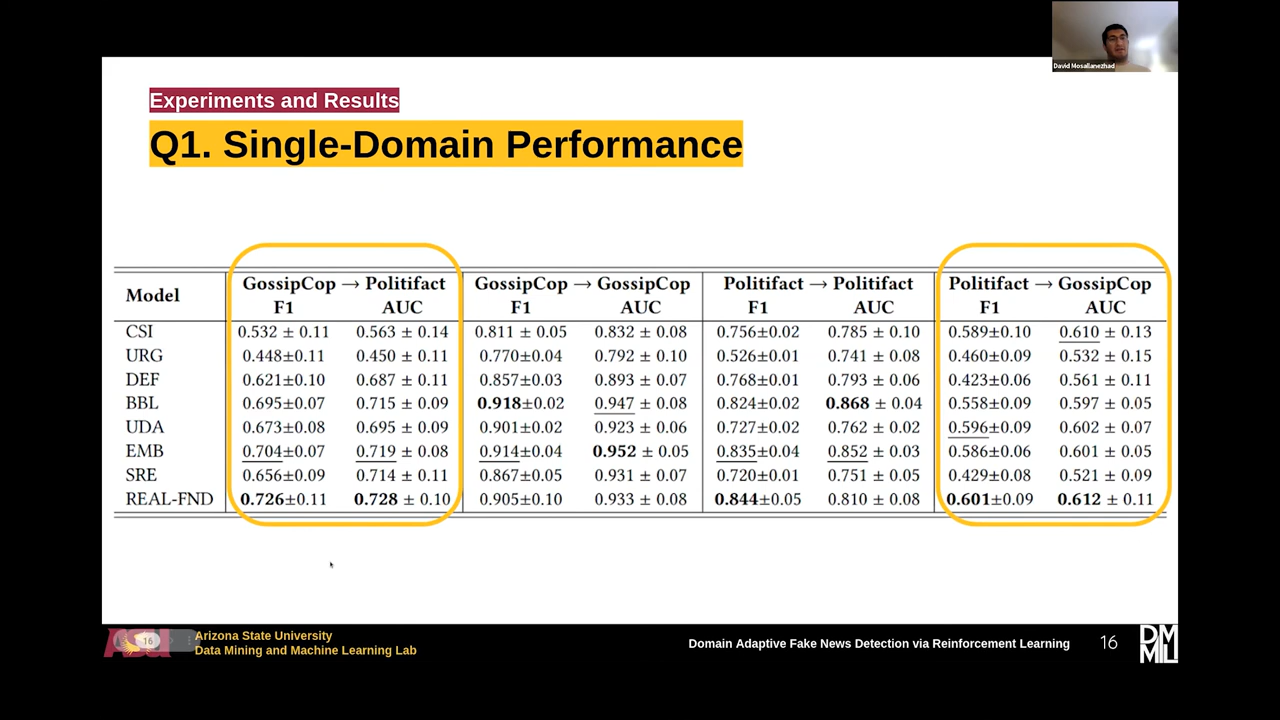 David Mosallanezhad
Experiments and Results
Q1. Single-Domain Performance
Model GossipCop → Politifact GossipCop → GossipCop Politifact → Politifact Politifact → GossipCop
F1 AUC F1 AUC F1 AUC F1 AUC
CSI 0.532 ± 0.11 0.563 ± 0.14 0.811 ± 0.05 0.832 ± 0.08 0.756±0.02 0.785 ± 0.10 0.589±0.10 0.610 ± 0.13
URG 0.448±0.11 0.450 ± 0.11 0.770±0.04 0.792 ± 0.10 0.526±0.01 0.741 ± 0.08 0.460±0.09 0.532 ± 0.15
DEF 0.621±0.10 0.687 ± 0.11 0.857±0.03 0.893 ± 0.07 0.768±0.01 0.793 ± 0.06 0.423±0.06 0.561 ± 0.11
BBL 0.695±0.07 0.715 ± 0.09 0.918±0.02 0.947 ± 0.08 0.824±0.02 0.868 ± 0.04 0.558±0.09 0.597 ± 0.05
UDA 0.673±0.08 0.695 ± 0.09 0.901±0.02 0.923 ± 0.06 0.727±0.02 0.762 ± 0.02 0.596±0.09 0.602 ± 0.07
EMB 0.704±0.07 0.719 ± 0.08 0.914±0.04 0.952 ± 0.05 0.835±0.04 0.852 ± 0.03 0.586±0.06 0.601 ± 0.05
SRE 0.656±0.09 0.714 ± 0.11 0.867±0.05 0.931 ± 0.07 0.720±0.01 0.751 ± 0.05 0.429±0.08 0.521 ± 0.09
REAL-FND 0.726±0.11 0.728 ± 0.10 0.905±0.10 0.933 ± 0.08 0.844±0.05 0.810 ± 0.08 0.601±0.09 0.612 ± 0.11
ASU 16 Arizona State University
Data Mining and Machine Learning Lab
Domain Adaptive Fake News Detection via Reinforcement Learning 16
DM
ML